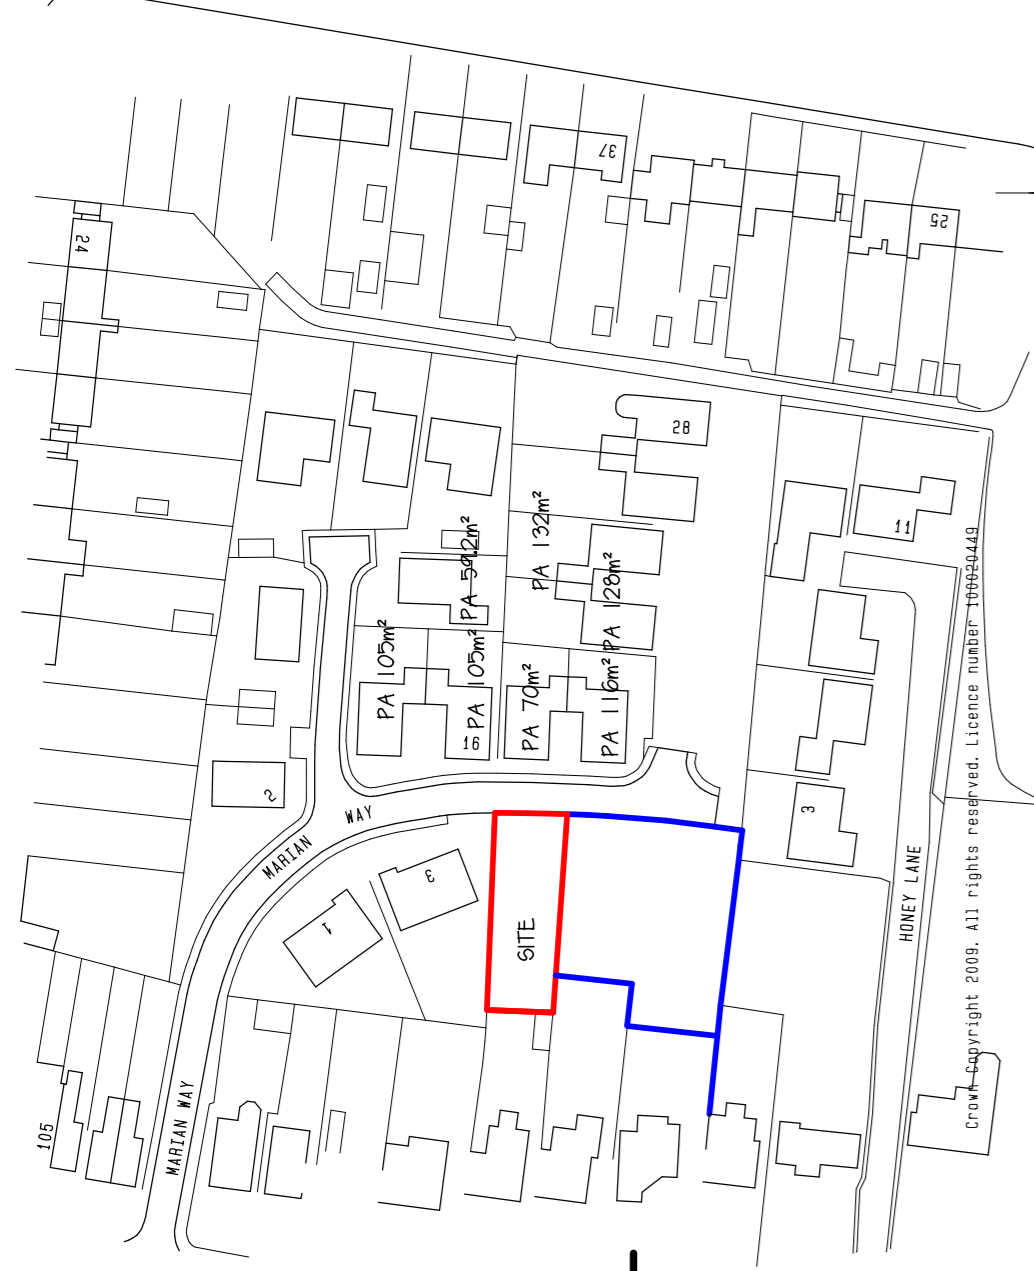 37
25
24
28
11
PA 132m²
PA 59.2m²
PA 128m²
PA 105m²
PA 105m²
PA 70m²
PA 116m²
16
2
MARIAN WAY
3
3
1
SITE
HONEY LANE
Crown Copyright 2009. All rights reserved. Licence number 100020449
MARIAN WAY
105